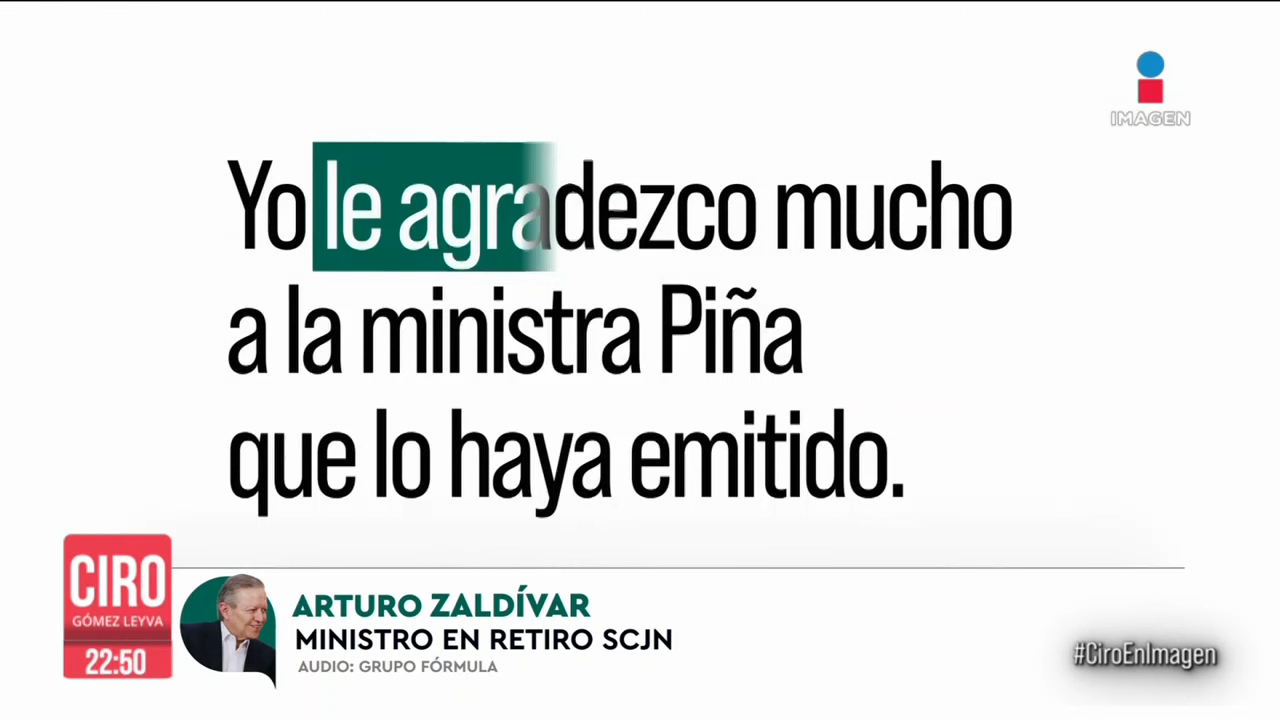 IMAGEN
Yo le agradezco mucho
a la ministra Piña
que lo haya emitido.
CIRO
GÓMEZ LEYVA
22:50
ARTURO ZALDÍVAR
MINISTRO EN RETIRO SCJN
AUDIO: GRUPO FÓRMULA
#CiroEnImagen